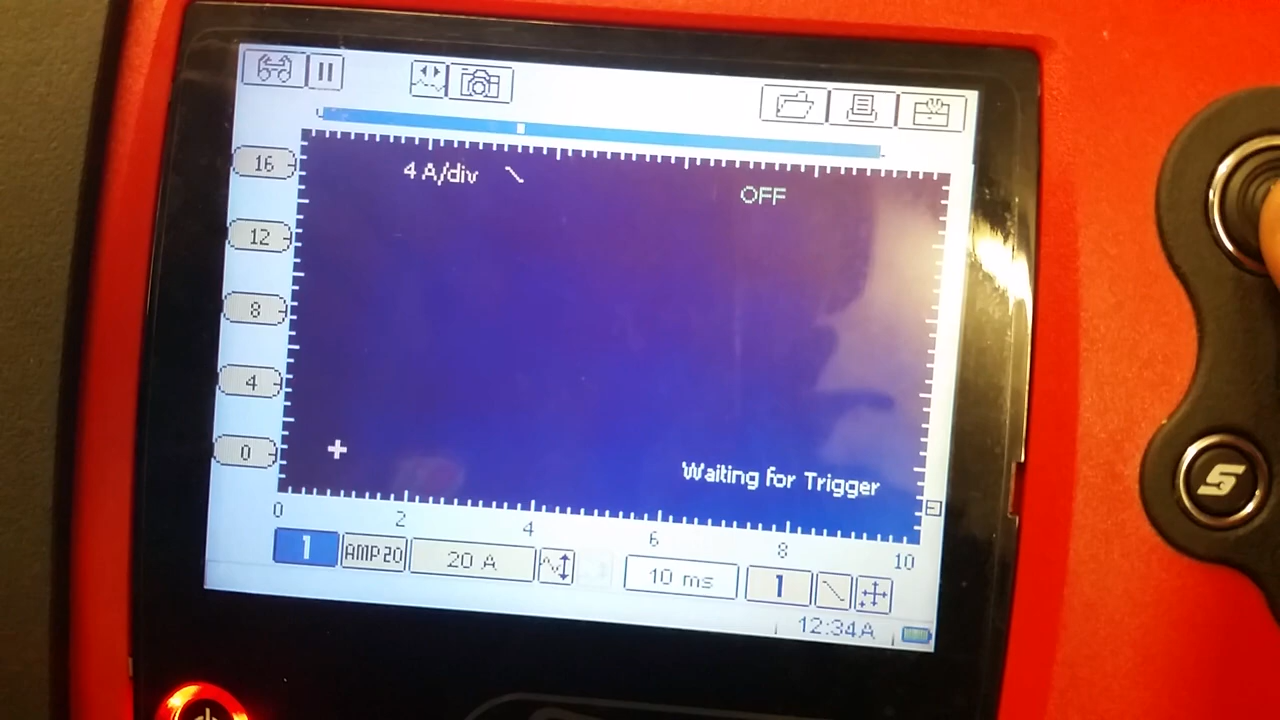 4 A/div
OFF
16
12
8
4
0
Waiting for Trigger
0 2 4 6 8 10
1 AMP20 20 A 10 ms 1
12:34A
S